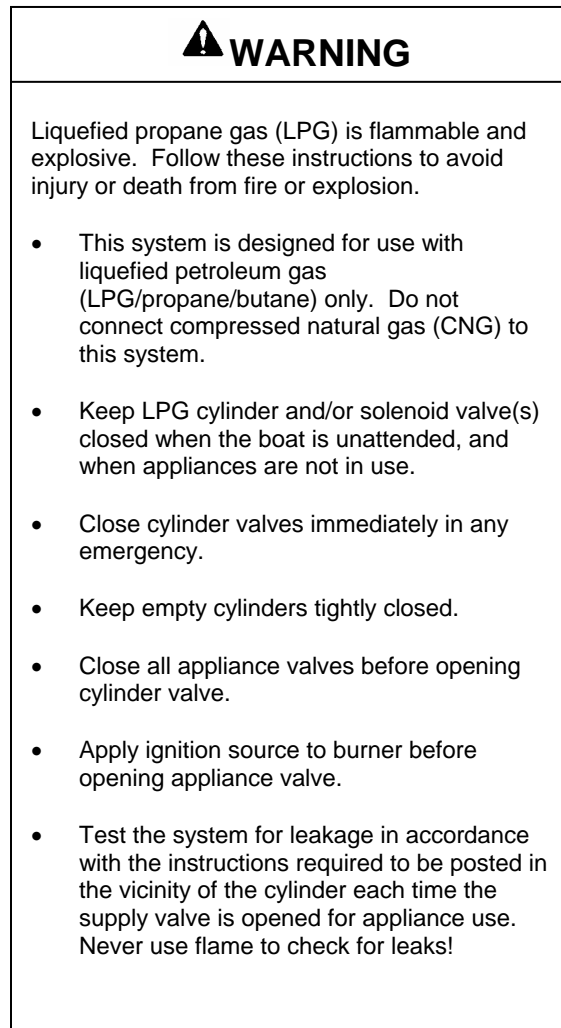 WARNING
Liquefied propane gas (LPG) is flammable and
explosive. Follow these instructions to avoid
injury or death from fire or explosion.
• This system is designed for use with
liquefied petroleum gas
(LPG/propane/butane) only. Do not
connect compressed natural gas (CNG) to
this system.
• Keep LPG cylinder and/or solenoid valve(s)
closed when the boat is unattended, and
when appliances are not in use.
• Close cylinder valves immediately in any
emergency.
• Keep empty cylinders tightly closed.
• Close all appliance valves before opening
cylinder valve.
• Apply ignition source to burner before
opening appliance valve.
• Test the system for leakage in accordance
with the instructions required to be posted in
the vicinity of the cylinder each time the
supply valve is opened for appliance use.
Never use flame to check for leaks!